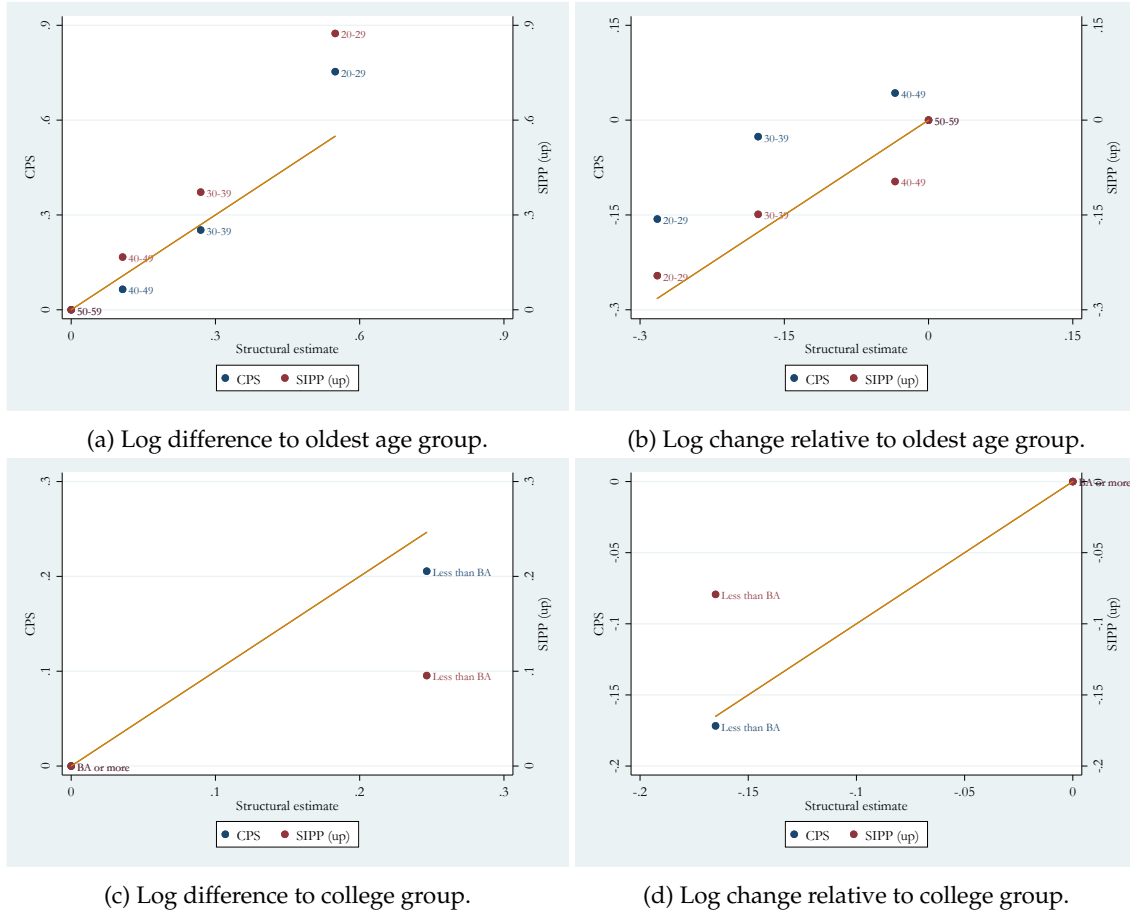 .9
.6
.3
0
CPS
.9
.6
.3
0
SIPP (up)
20-29
20-29
30-39
30-39
40-49
40-49
50-59
0
.3
.6
.9
Structural estimate
CPS SIPP (up)
(a) Log difference to oldest age group.
.15
0
-.15
-.3
CPS
.15
0
-.15
-.3
SIPP (up)
40-49
50-59
30-39
40-49
20-29
30-39
20-29
-.3
-.15
0
.15
Structural estimate
CPS SIPP (up)
(b) Log change relative to oldest age group.
.3
.2
.1
0
CPS
.3
.2
.1
0
SIPP (up)
Less than BA
Less than BA
BA or more
0
.1
.2
.3
Structural estimate
CPS SIPP (up)
(c) Log difference to college group.
0
-.05
-.1
-.15
-.2
CPS
0
-.05
-.1
-.15
-.2
SIPP (up)
BA or more
Less than BA
Less than BA
-.2
-.15
-.1
-.05
0
Structural estimate
CPS SIPP (up)
(d) Log change relative to college group.